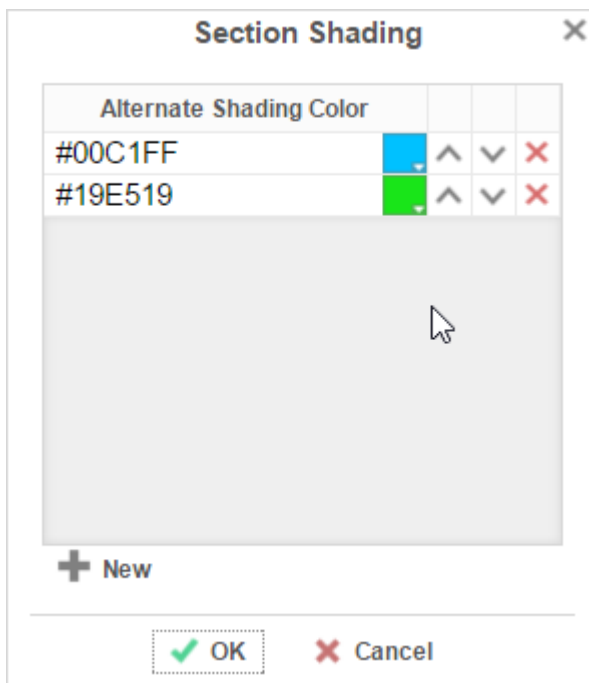 Section Shading
Alternate Shading Color
#00C1FF
#19E519
New
OK
Cancel